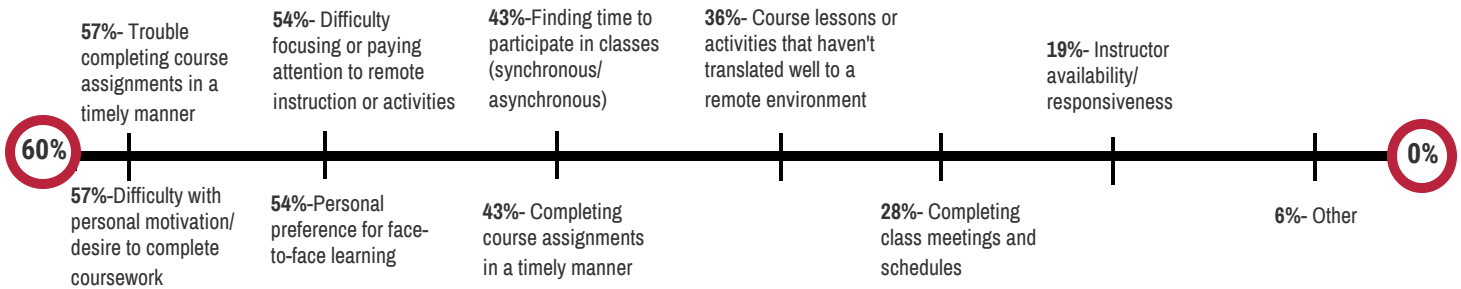 57%- Trouble
completing course
assignments in a
timely manner
54%- Difficulty
focusing or paying
attention to remote
instruction or activities
43%-Finding time to
participate in classes
(synchronous/
asynchronous)
36%- Course lessons or
activities that haven't
translated well to a
remote environment
19%- Instructor
availability/
responsiveness
60%
0%
57%-Difficulty with
personal motivation/
desire to complete
coursework
54%-Personal
preference for face-
to-face learning
43%- Completing
course assignments
in a timely manner
28%- Completing
class meetings and
schedules
6%- Other